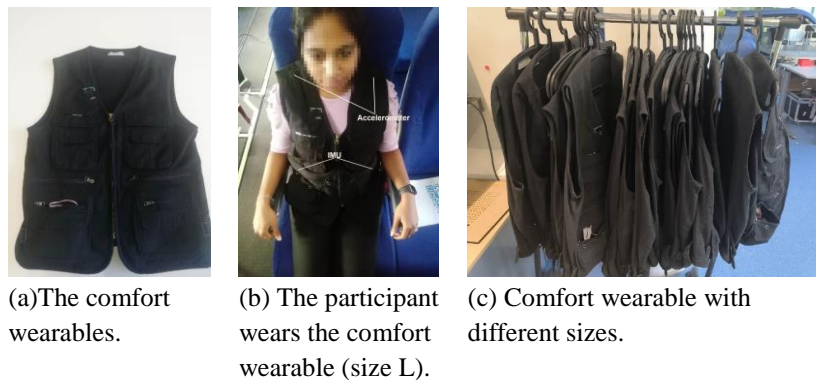 Accelerometer
IMU
(a)The comfort
wearables.
(b) The participant
wears the comfort
wearable (size L).
(c) Comfort wearable with
different sizes.